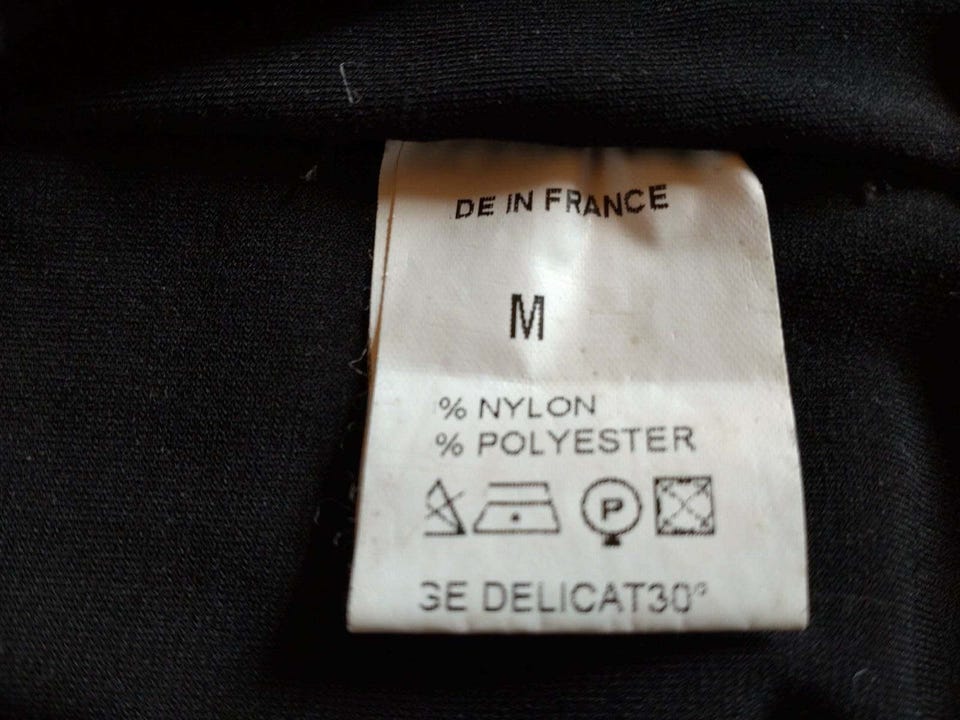 DE IN FRANCE
M
% NYLON
% POLYESTER
P
GE DELICAT30°